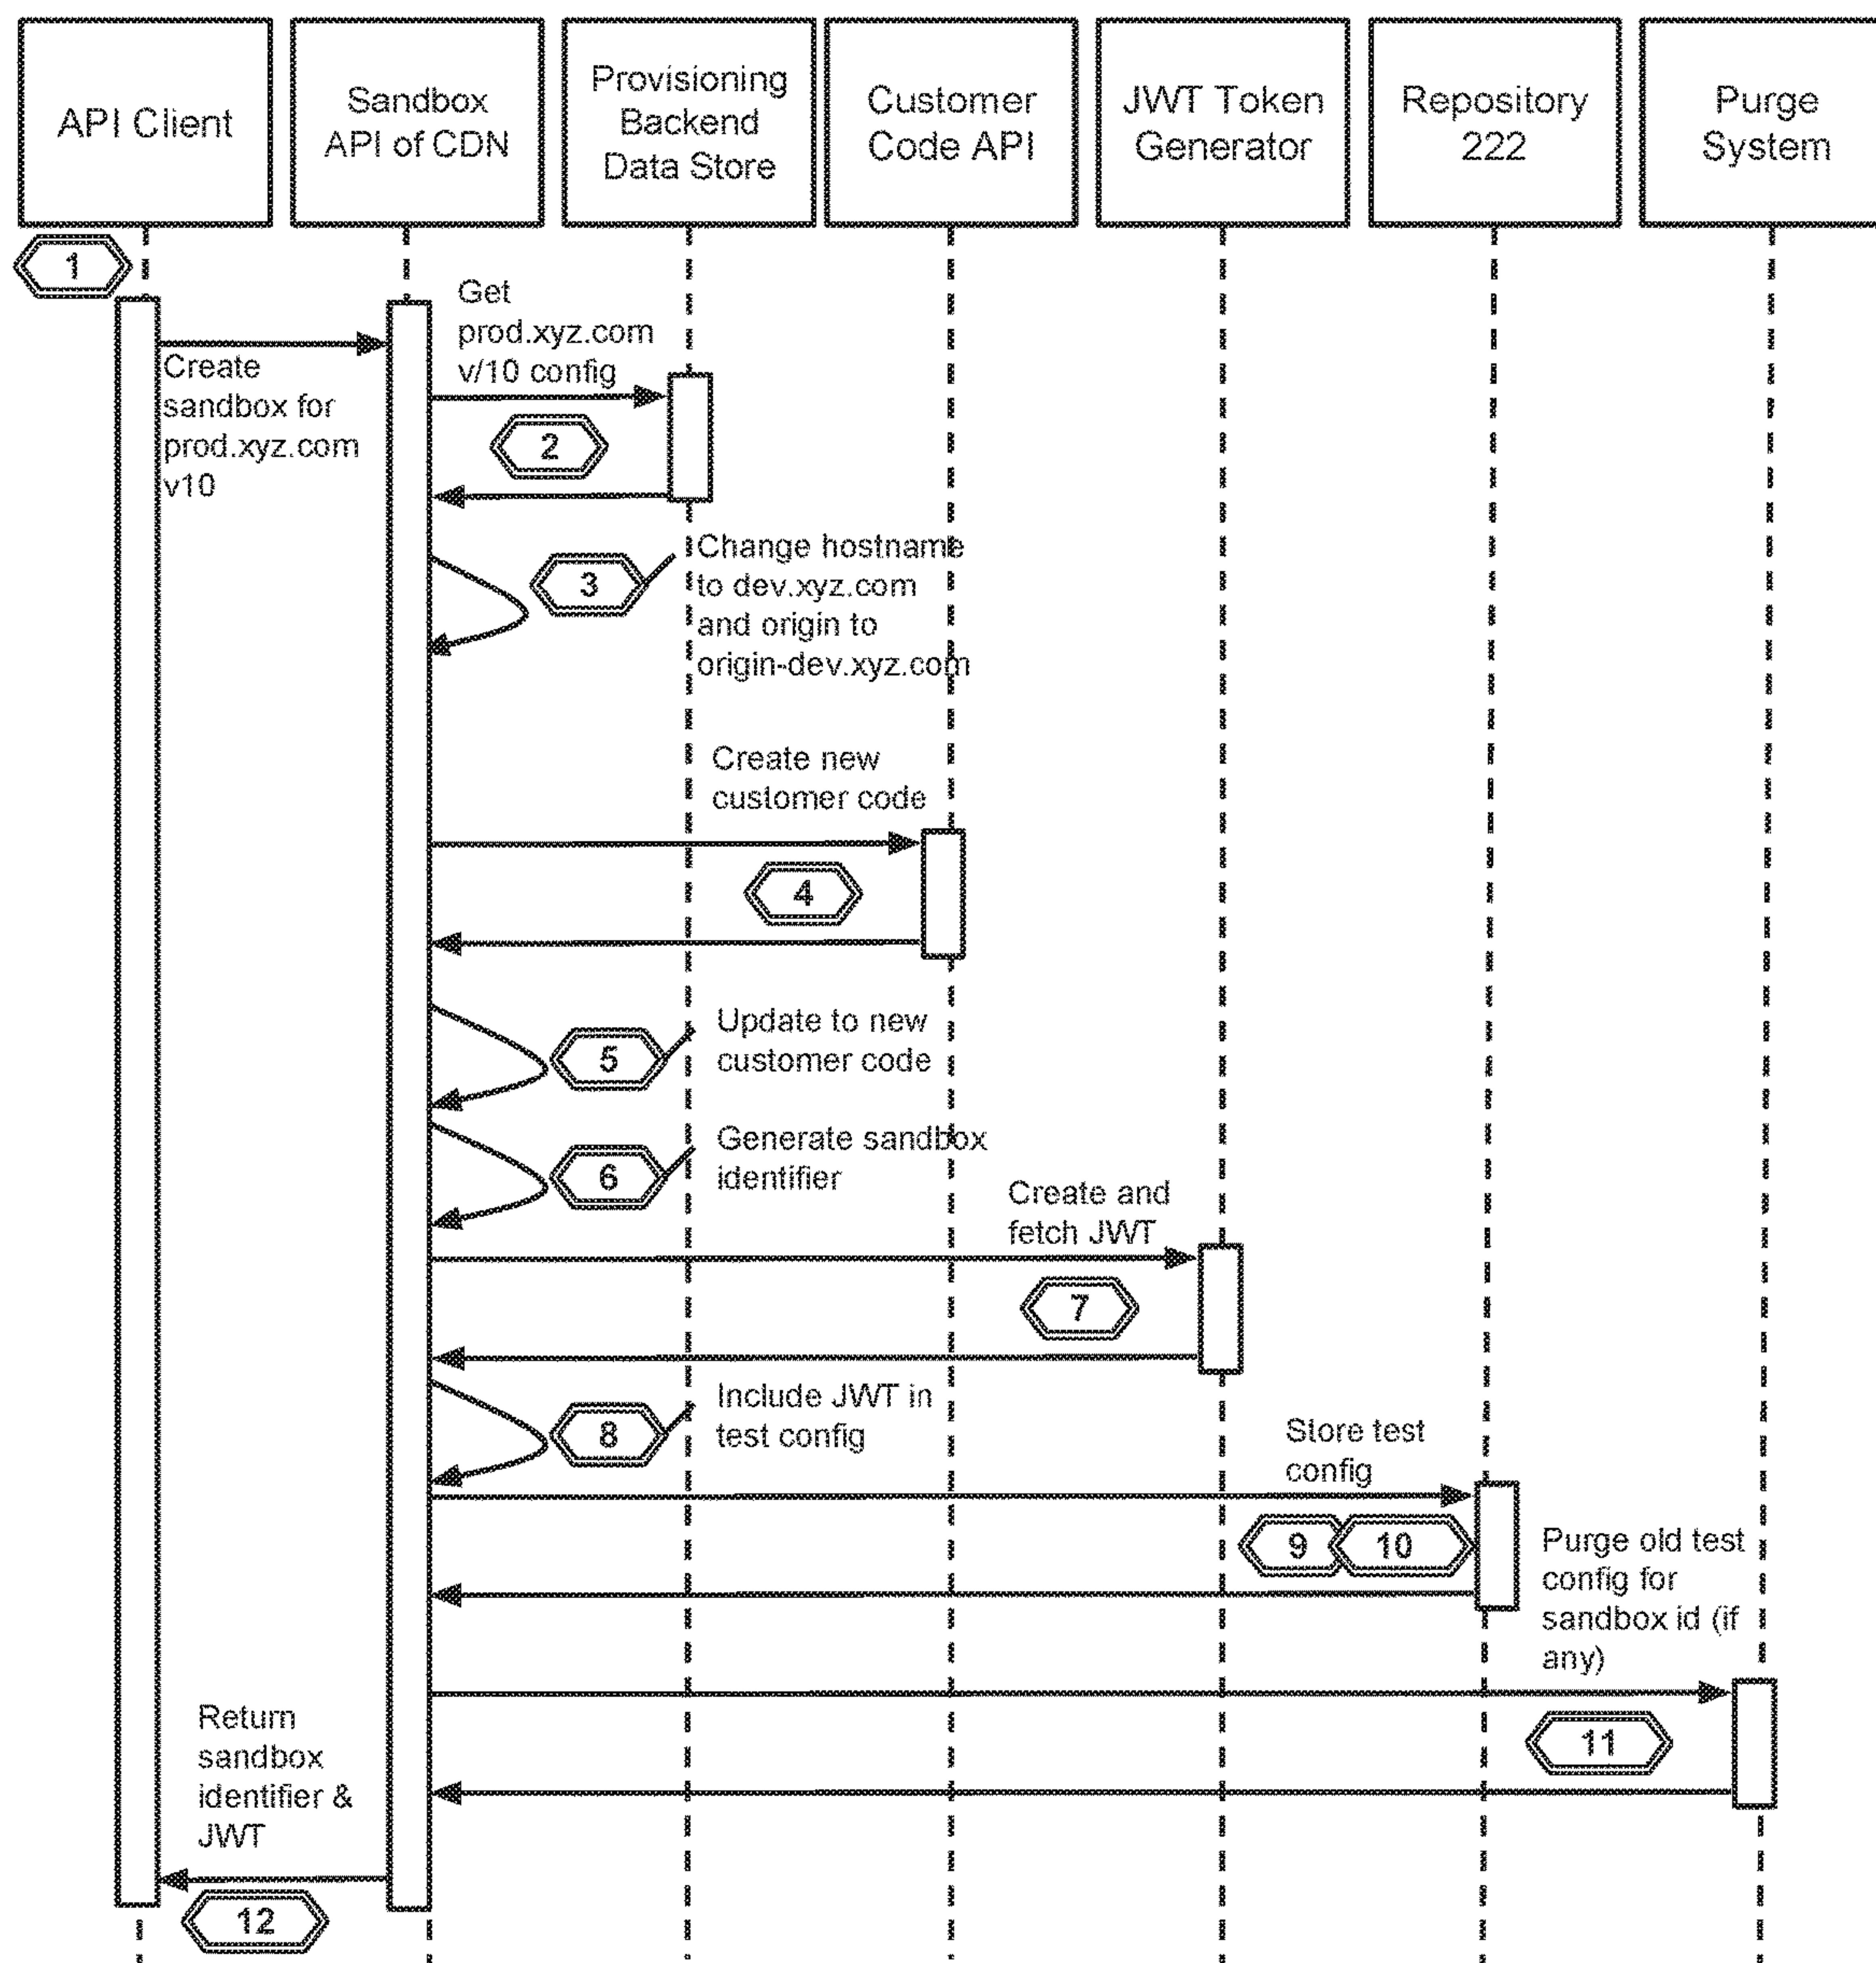 API Client
Sandbox
API of CDN
Provisioning
Backend
Data Store
Customer
Code API
JWT Token
Generator
Repository
222
Purge
System
1
Create
sandbox for
prod.xyz.com
v10
Get
prod.xyz.com
v/10 config
2
3
Change hostname
to dev.xyz.com
and origin to
origin-dev.xyz.com
Create new
customer code
4
5
Update to new
customer code
6
Generate sandbox
identifier
Create and
fetch JWT
7
8
Include JWT in
test config
Store test
config
9
10
Purge old test
config for
sandbox id (if
any)
11
Return
sandbox
identifier &
JWT
12